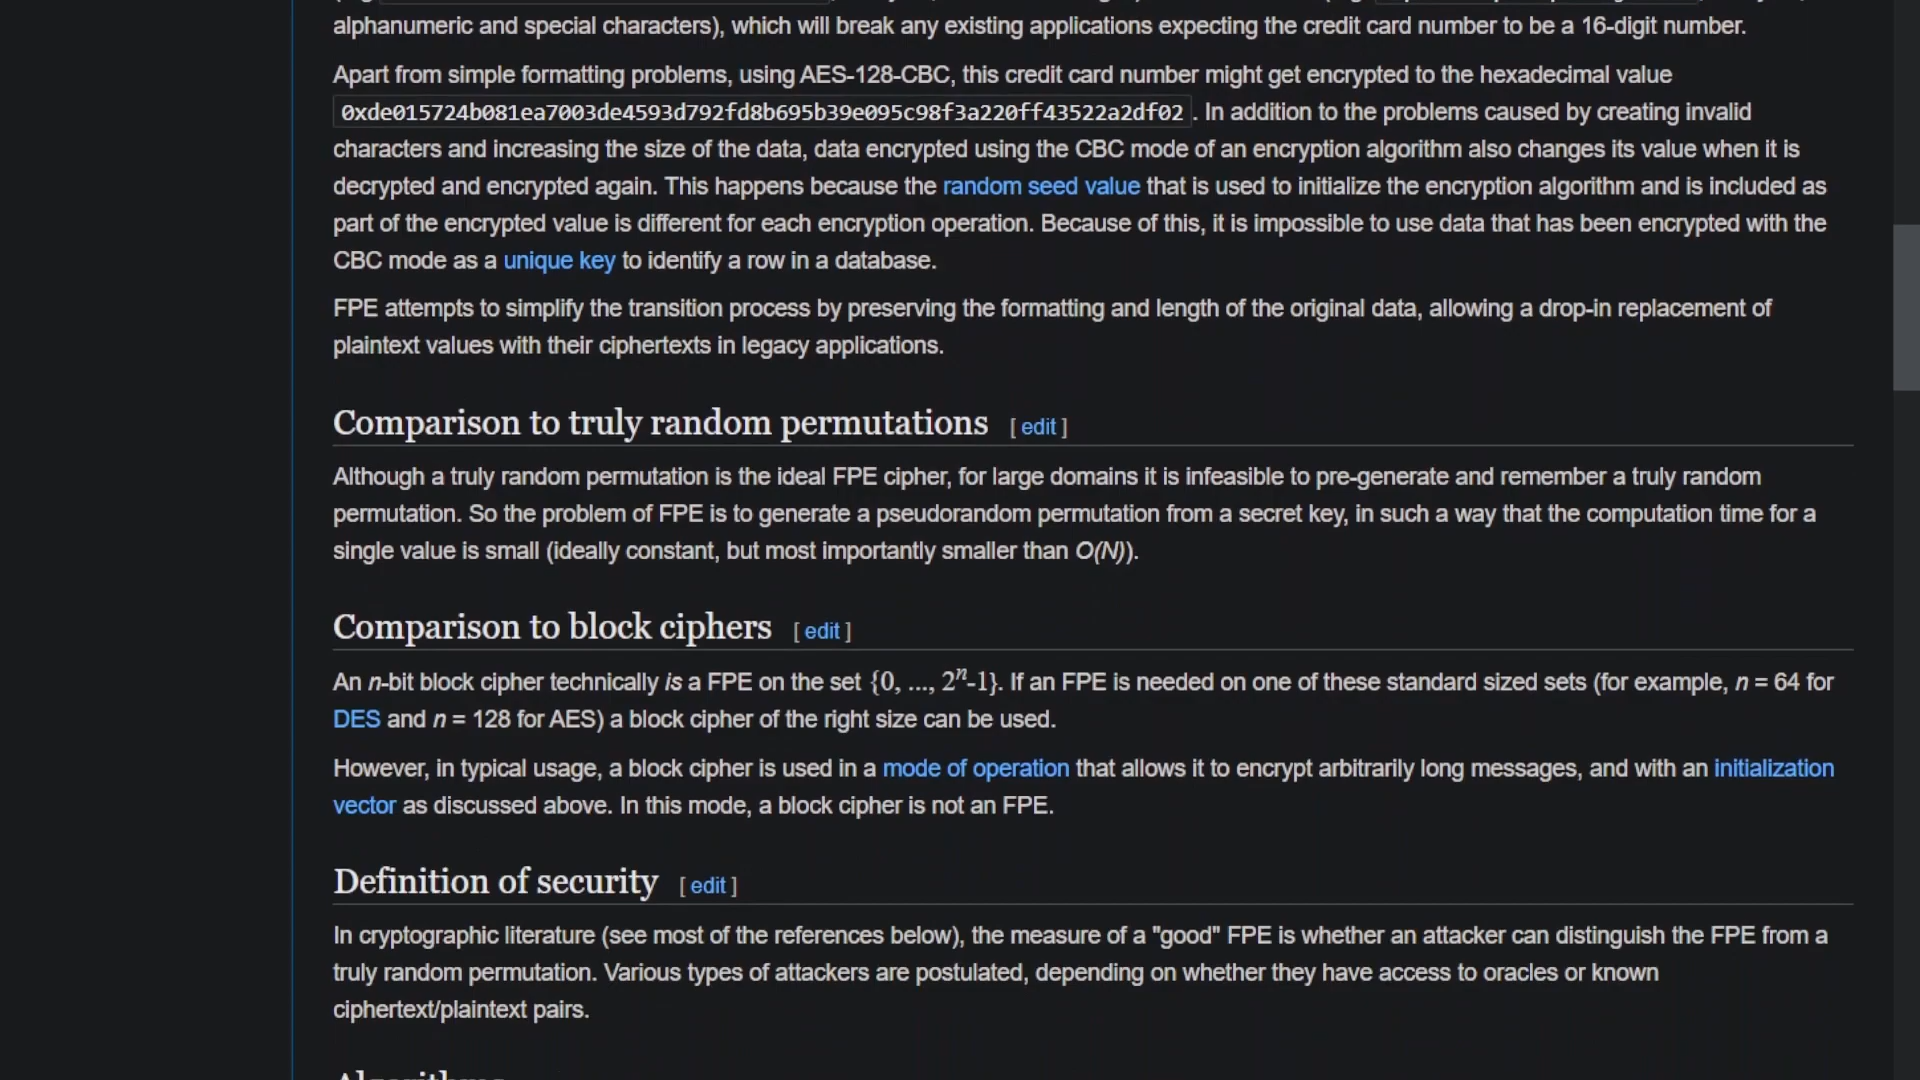 alphanumeric and special characters), which will break any existing applications expecting the credit card number to be a 16-digit number.
Apart from simple formatting problems, using AES-128-CBC, this credit card number might get encrypted to the hexadecimal value
0xde015724b081ea7003de4593d792fd8b695b39e095c98f3a220ff43522a2df02 . In addition to the problems caused by creating invalid
characters and increasing the size of the data, data encrypted using the CBC mode of an encryption algorithm also changes its value when it is
decrypted and encrypted again. This happens because the random seed value that is used to initialize the encryption algorithm and is included as
part of the encrypted value is different for each encryption operation. Because of this, it is impossible to use data that has been encrypted with the
CBC mode as a unique key to identify a row in a database.
FPE attempts to simplify the transition process by preserving the formatting and length of the original data, allowing a drop-in replacement of
plaintext values with their ciphertexts in legacy applications.
Comparison to truly random permutations [ edit ]
Although a truly random permutation is the ideal FPE cipher, for large domains it is infeasible to pre-generate and remember a truly random
permutation. So the problem of FPE is to generate a pseudorandom permutation from a secret key, in such a way that the computation time for a
single value is small (ideally constant, but most importantly smaller than O(N)).
Comparison to block ciphers [ edit ]
An n-bit block cipher technically is a FPE on the set {0, ..., 2ⁿ-1}. If an FPE is needed on one of these standard sized sets (for example, n = 64 for
DES and n = 128 for AES) a block cipher of the right size can be used.
However, in typical usage, a block cipher is used in a mode of operation that allows it to encrypt arbitrarily long messages, and with an initialization
vector as discussed above. In this mode, a block cipher is not an FPE.
Definition of security [ edit ]
In cryptographic literature (see most of the references below), the measure of a "good" FPE is whether an attacker can distinguish the FPE from a
truly random permutation. Various types of attackers are postulated, depending on whether they have access to oracles or known
ciphertext/plaintext pairs.